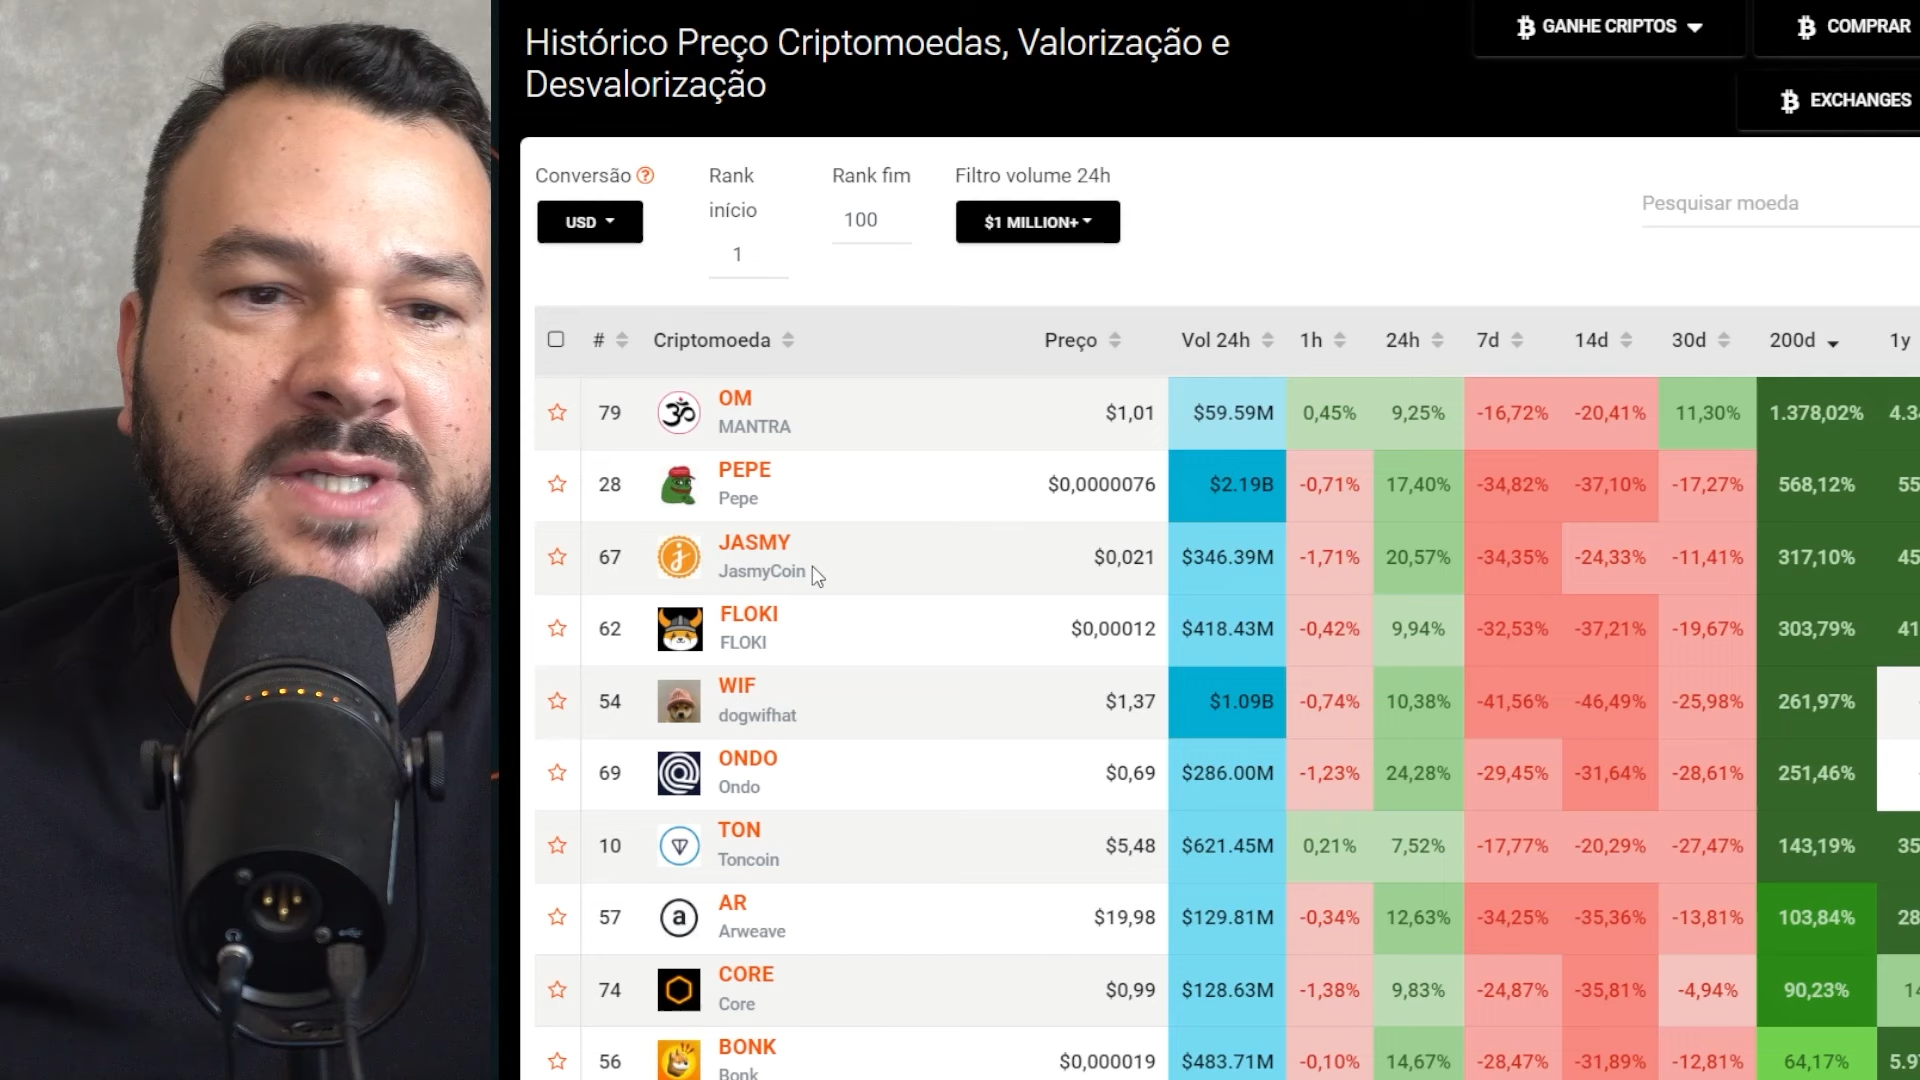 Histórico Preço Criptomoedas, Valorização e
Desvalorização
GANHE CRIPTOS
COMPRAR
EXCHANGES
Conversão
Rank
início
Rank fim
Filtro volume 24h
USD
1
100
$1 MILLION+
Pesquisar moeda
# Criptomoeda Preço Vol 24h 1h 24h 7d 14d 30d 200d 1y
79 OM MANTRA $1,01 $59.59M 0,45% 9,25% -16,72% -20,41% 11,30% 1.378,02%
28 PEPE Pepe $0,0000076 $2.19B -0,71% 17,40% -34,82% -37,10% -17,27% 568,12%
67 JASMY JasmyCoin $0,021 $346.39M -1,71% 20,57% -34,35% -24,33% -11,41% 317,10%
62 FLOKI FLOKI $0,00012 $418.43M -0,42% 9,94% -32,53% -37,21% -19,67% 303,79%
54 WIF dogwifhat $1,37 $1.09B -0,74% 10,38% -41,56% -46,49% -25,98% 261,97%
69 ONDO Ondo $0,69 $286.00M -1,23% 24,28% -29,45% -31,64% -28,61% 251,46%
10 TON Toncoin $5,48 $621.45M 0,21% 7,52% -17,77% -20,29% -27,47% 143,19%
57 AR Arweave $19,98 $129.81M -0,34% 12,63% -34,25% -35,36% -13,81% 103,84%
74 CORE Core $0,99 $128.63M -1,38% 9,83% -24,87% -35,81% -4,94% 90,23%
56 BONK Bonk $0,000019 $483.71M -0,10% 14,67% -28,47% -31,89% -12,81% 64,17%